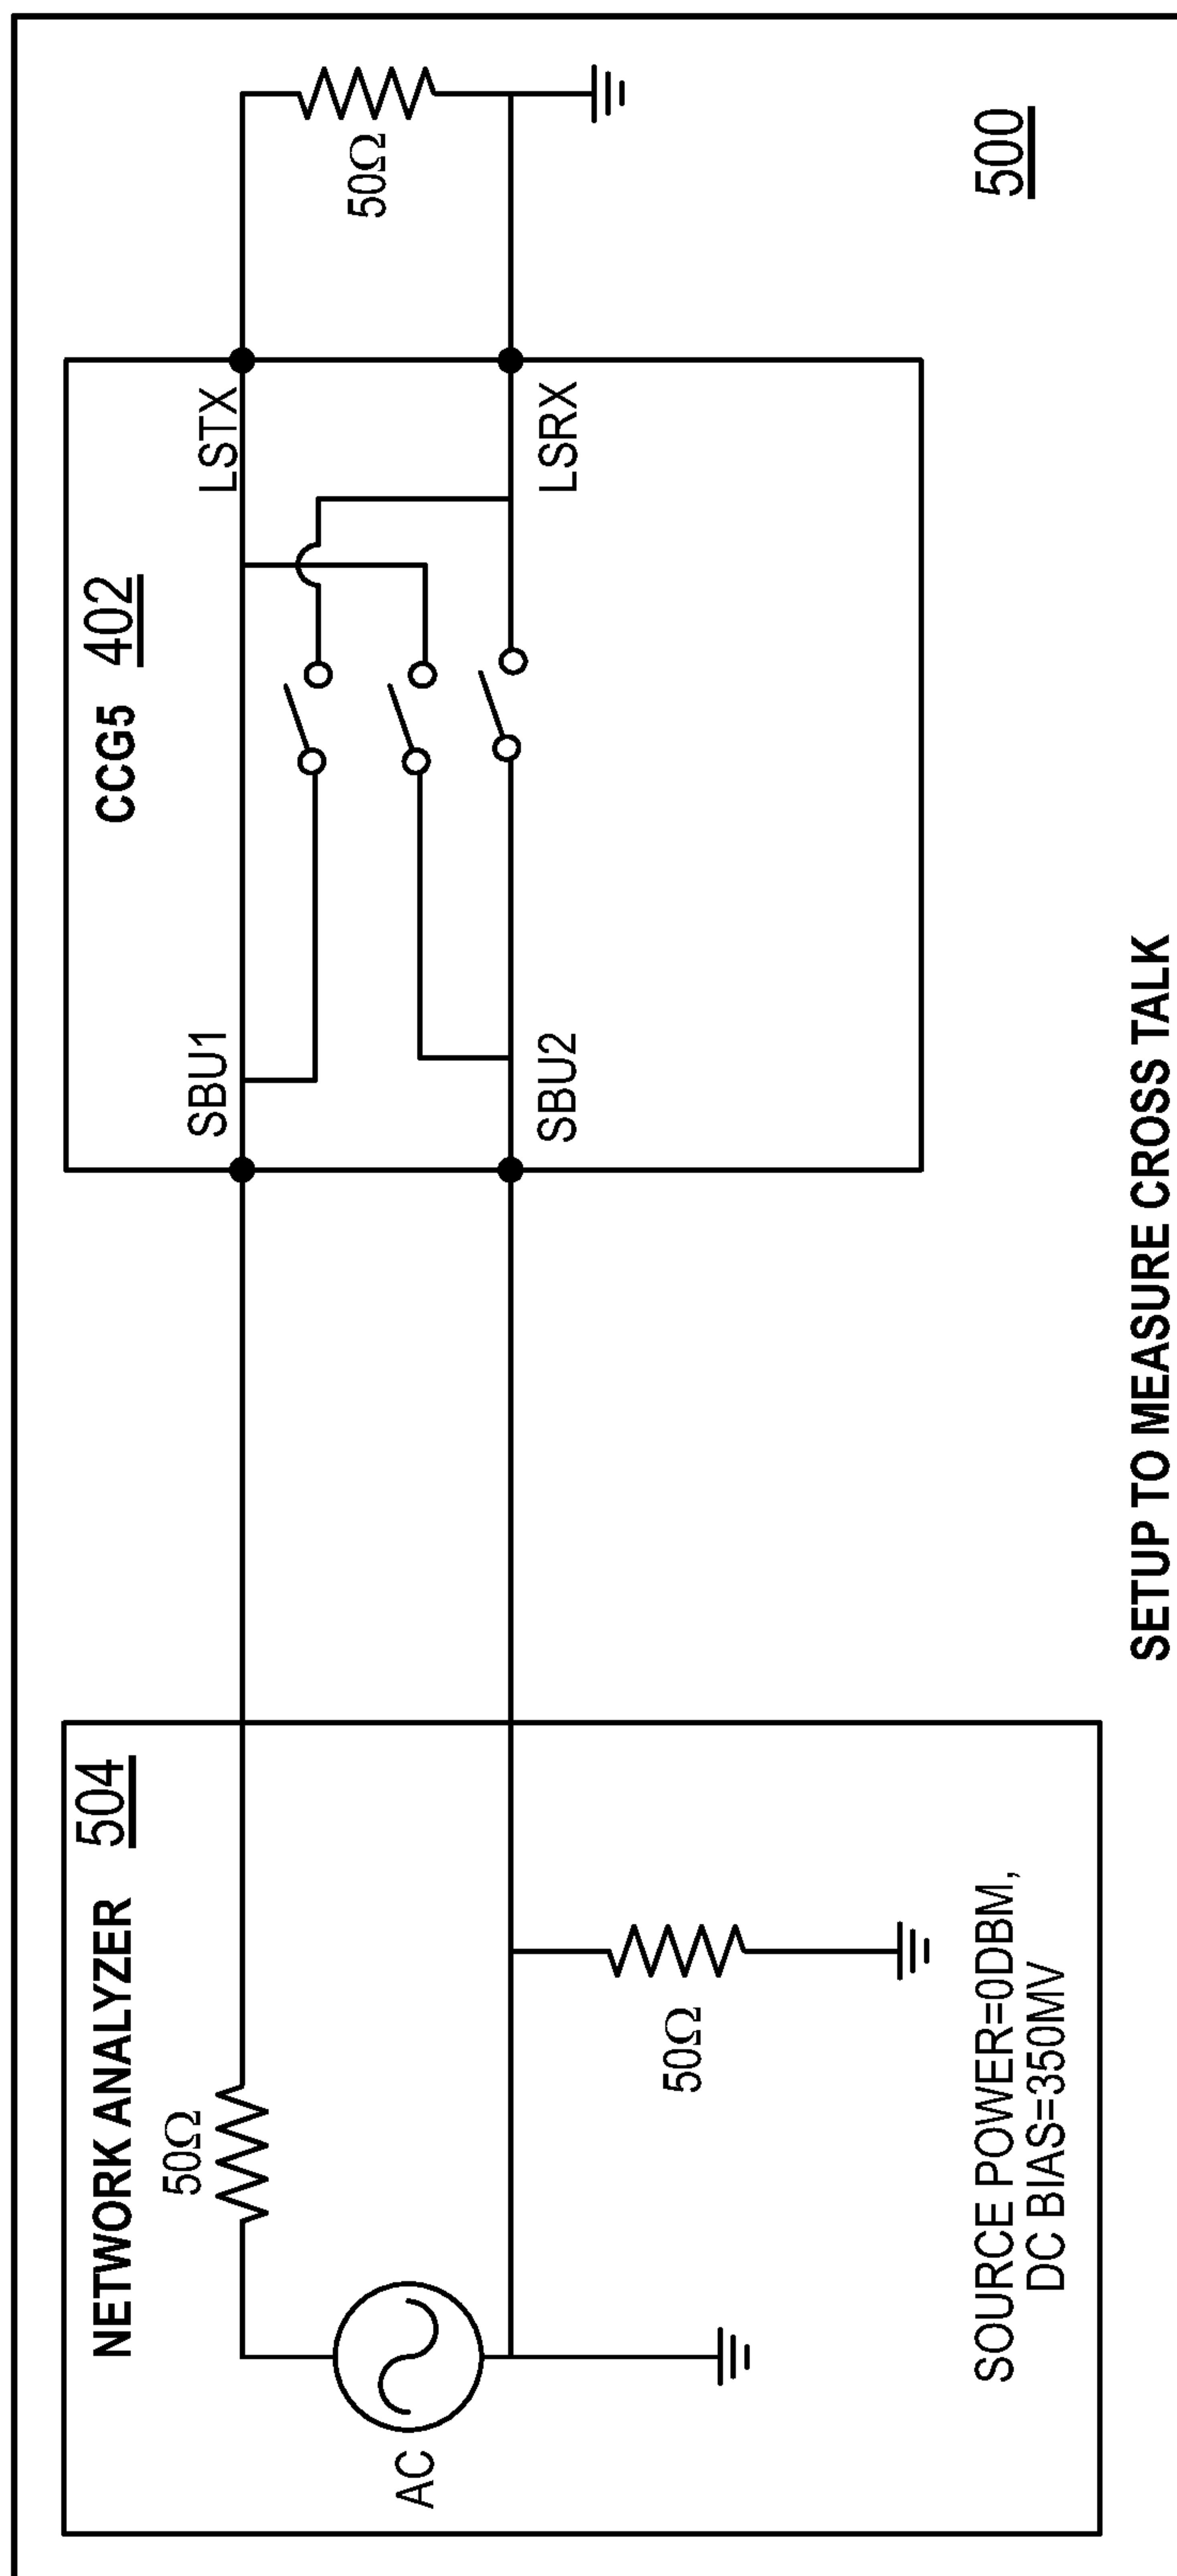 NETWORK ANALYZER 504
50Ω
AC
50Ω
SOURCE POWER=0DBM,
DC BIAS=350MV
CCG5 402
SBU1
LSTX
SBU2
LSRX
50Ω
500
SETUP TO MEASURE CROSS TALK